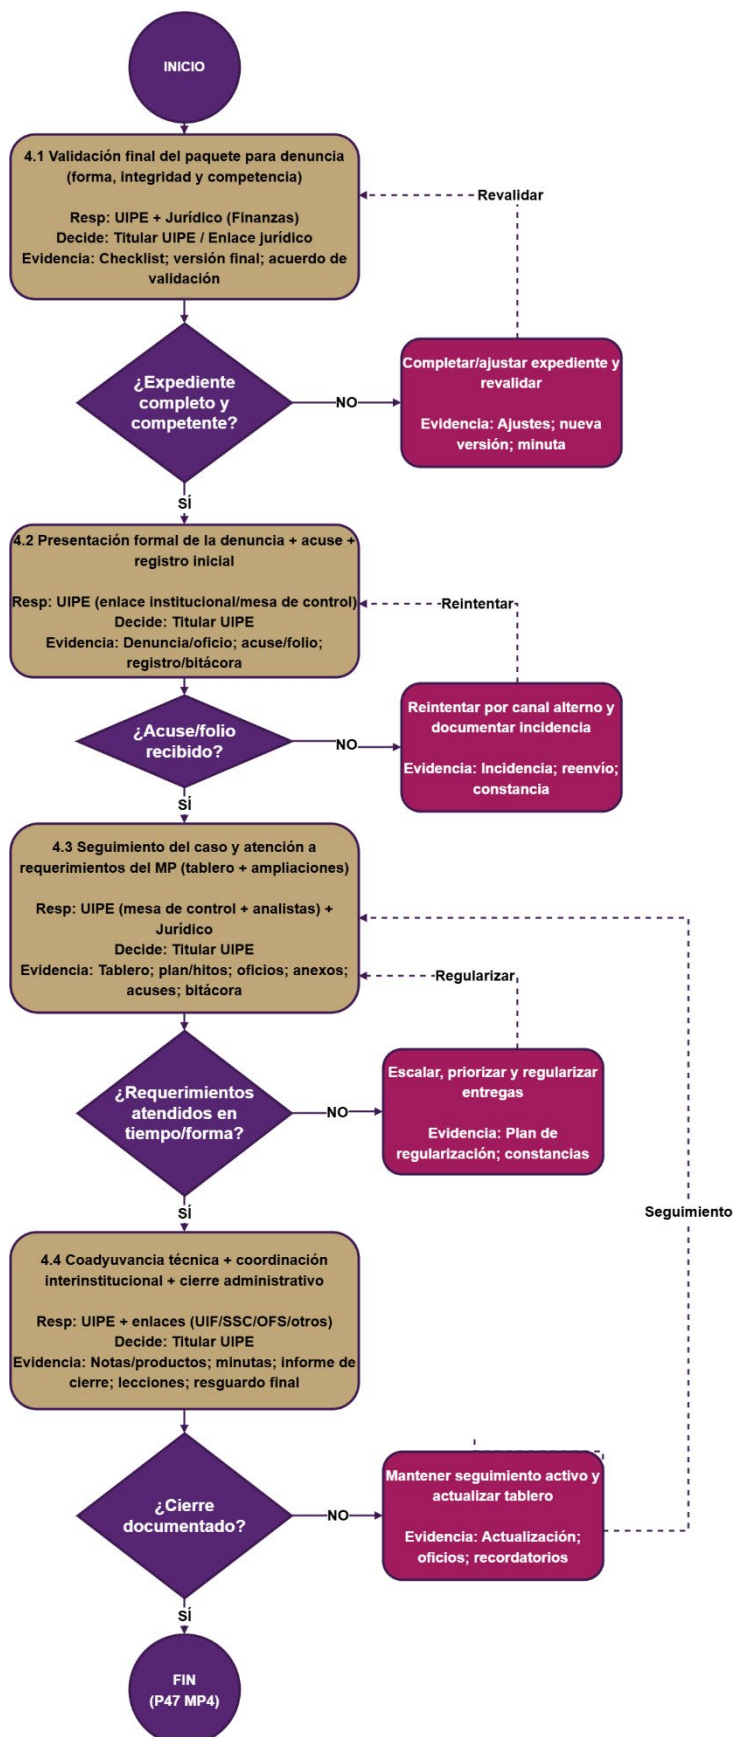 INICIO
4.1 Validación final del paquete para denuncia
(forma, integridad y competencia)
Resp: UIPE + Jurídico (Finanzas)
Decide: Titular UIPE / Enlace jurídico
Evidencia: Checklist; versión final; acuerdo de
validación
Revalidar
¿Expediente
completo y
competente?
NO
Completar/ajustar expediente y
revalidar
Evidencia: Ajustes; nueva
versión; minuta
SÍ
4.2 Presentación formal de la denuncia + acuse +
registro inicial
Resp: UIPE (enlace institucional/mesa de control)
Decide: Titular UIPE
Evidencia: Denuncia/oficio; acuse/folio;
registro/bitácora
Reintentar
¿Acuse/folio
recibido?
NO
Reintentar por canal alterno y
documentar incidencia
Evidencia: Incidencia; reenvío;
constancia
SÍ
4.3 Seguimiento del caso y atención a
requerimientos del MP (tablero + ampliaciones)
Resp: UIPE (mesa de control + analistas) +
Jurídico
Decide: Titular UIPE
Evidencia: Tablero; plan/hitos; oficios; anexos;
acuses; bitácora
Regularizar
¿Requerimientos
atendidos en
tiempo/forma?
NO
Escalar, priorizar y regularizar
entregas
Evidencia: Plan de
regularización; constancias
Seguimiento
SÍ
4.4 Coadyuvancia técnica + coordinación
interinstitucional + cierre administrativo
Resp: UIPE + enlaces (UIF/SSC/OFS/otros)
Decide: Titular UIPE
Evidencia: Notas/productos; minutas; informe de
cierre; lecciones; resguardo final
¿Cierre
documentado?
NO
Mantener seguimiento activo y
actualizar tablero
Evidencia: Actualización;
oficios; recordatorios
SÍ
FIN
(P47 MP4)